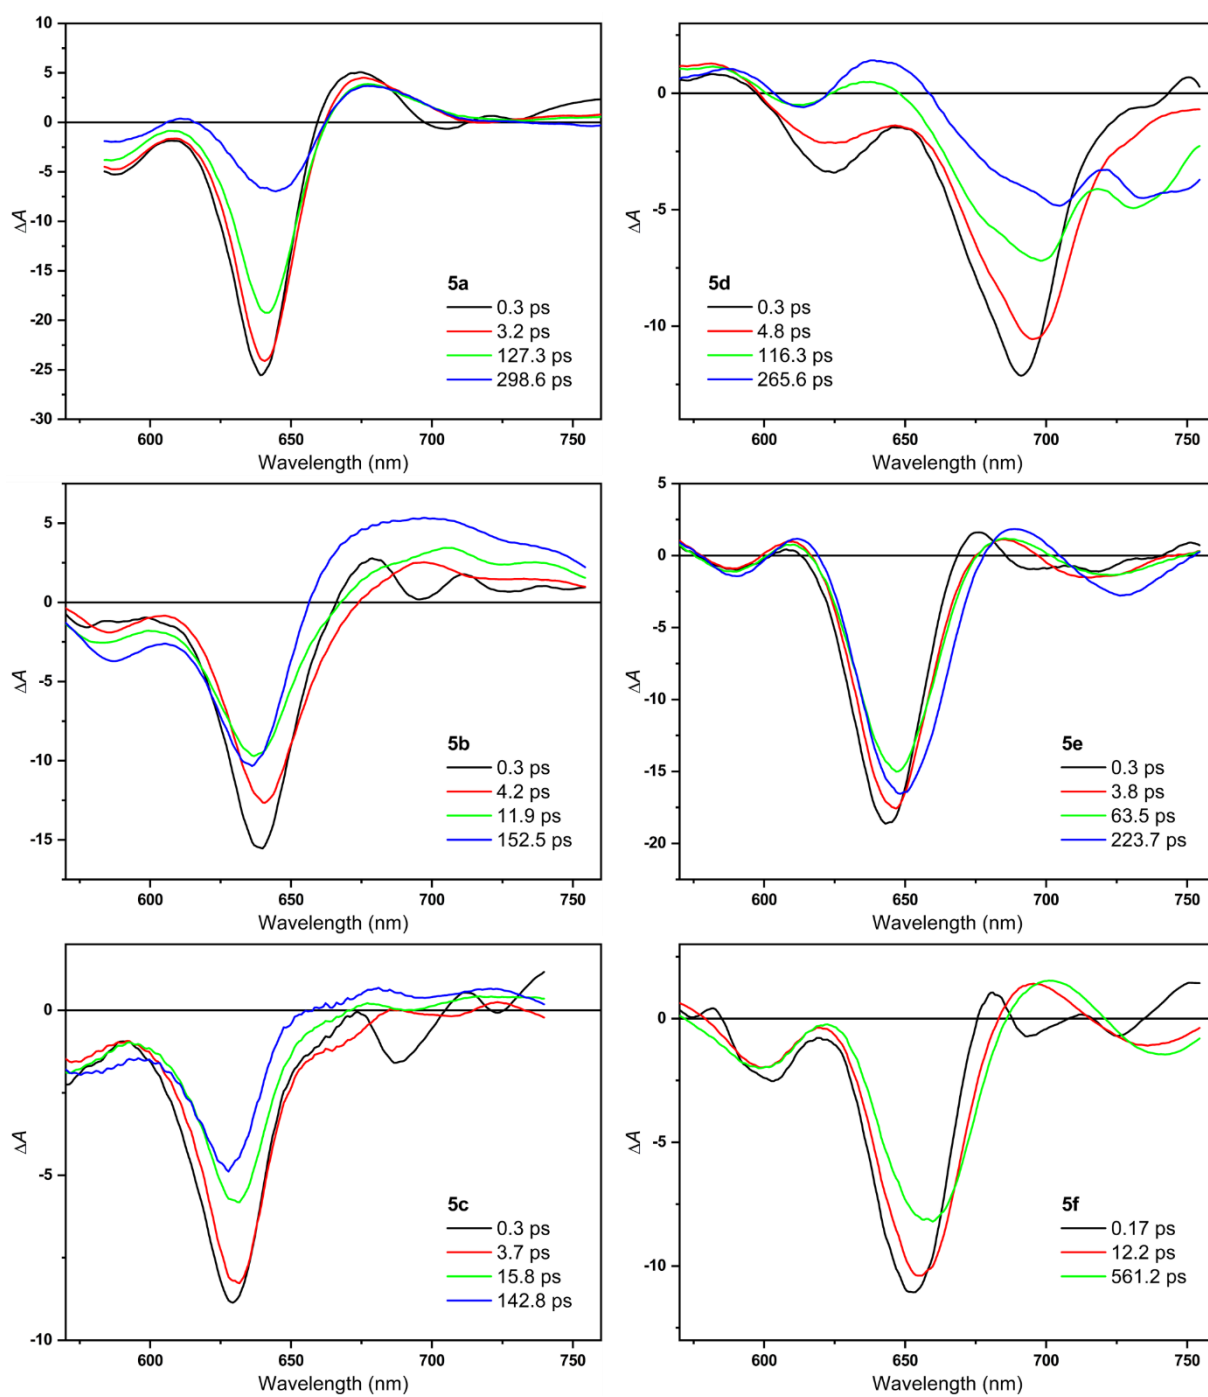 10
5
0
-5
-10
-15
-20
-25
-30
ΔA
600
650
700
750
Wavelength (nm)
5a
0.3 ps
3.2 ps
127.3 ps
298.6 ps
0
-5
-10
ΔA
600
650
700
750
Wavelength (nm)
5d
0.3 ps
4.8 ps
116.3 ps
265.6 ps
5
0
-5
-10
-15
ΔA
600
650
700
750
Wavelength (nm)
5b
0.3 ps
4.2 ps
11.9 ps
152.5 ps
5
0
-5
-10
-15
-20
ΔA
600
650
700
750
Wavelength (nm)
5e
0.3 ps
3.8 ps
63.5 ps
223.7 ps
0
-5
-10
ΔA
600
650
700
750
Wavelength (nm)
5c
0.3 ps
3.7 ps
15.8 ps
142.8 ps
0
-5
-10
ΔA
600
650
700
750
Wavelength (nm)
5f
0.17 ps
12.2 ps
561.2 ps